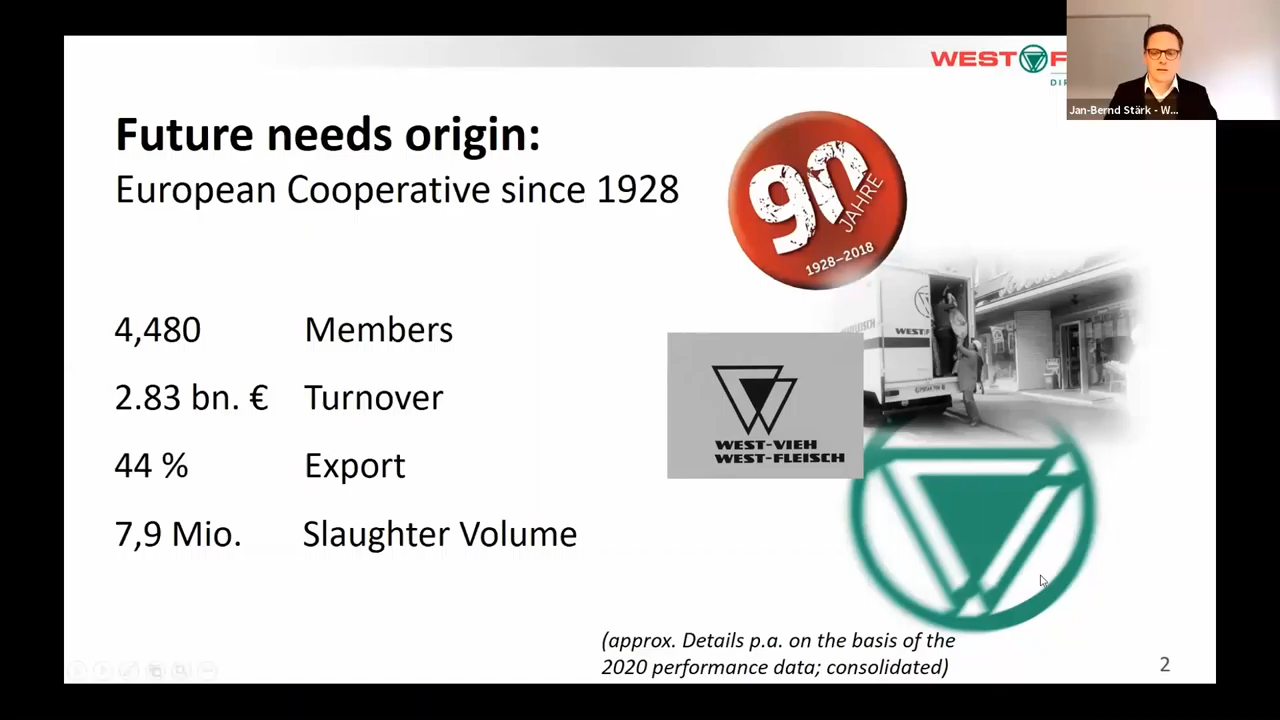 WEST F
DIR
Jan-Bernd Stärk - W...
Future needs origin:
European Cooperative since 1928
90
JAHRE
1928–2018
4,480 Members
2.83 bn. € Turnover
44 % Export
7,9 Mio. Slaughter Volume
WEST-VIEH
WEST-FLEISCH
(approx. Details p.a. on the basis of the
2020 performance data; consolidated)
2